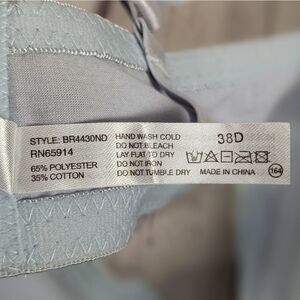 STYLE: BR4430ND
RN65914
65% POLYESTER
35% COTTON
HAND WASH COLD
DO NOT BLEACH
LAY FLAT TO DRY
DO NOT IRON
DO NOT TUMBLE DRY
38D
MADE IN CHINA
164